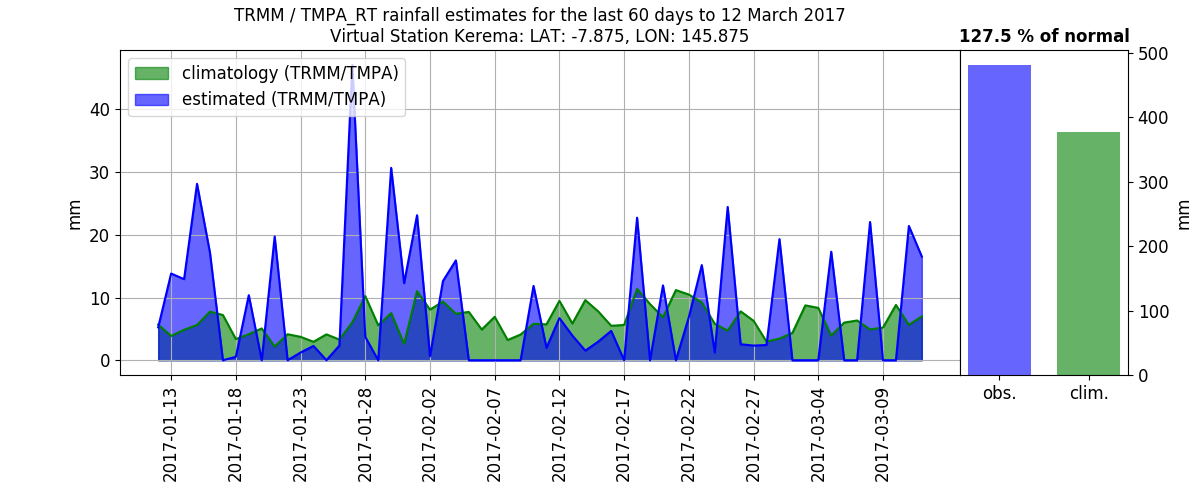 TRMM / TMPA_RT rainfall estimates for the last 60 days to 12 March 2017
Virtual Station Kerema: LAT: -7.875, LON: 145.875
127.5 % of normal
climatology (TRMM/TMPA)
estimated (TRMM/TMPA)
mm
40
30
20
10
0
2017-01-13
2017-01-18
2017-01-23
2017-01-28
2017-02-02
2017-02-07
2017-02-12
2017-02-17
2017-02-22
2017-02-27
2017-03-04
2017-03-09
500
400
300
200
100
0
mm
obs.
clim.